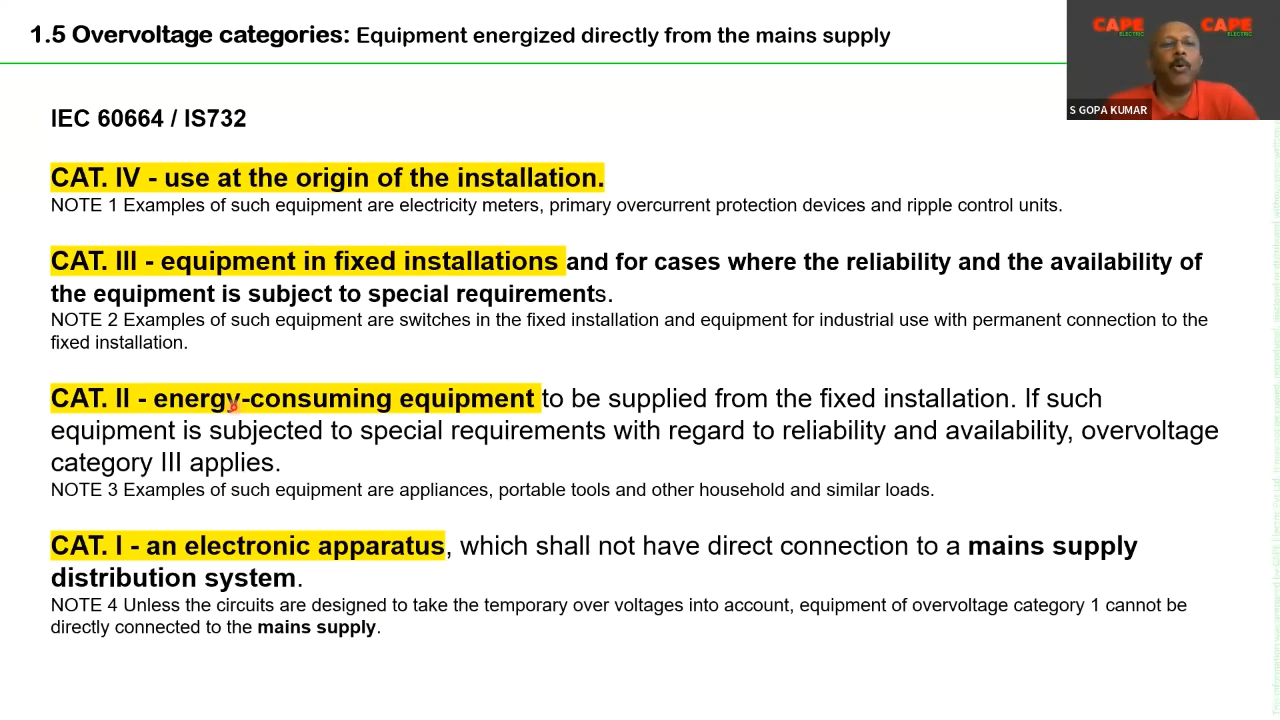 1.5 Overvoltage categories: Equipment energized directly from the mains supply
CAPE
ELECTRIC
CAPE
ELECTRIC
S GOPA KUMAR
IEC 60664 / IS732
CAT. IV - use at the origin of the installation.
NOTE 1 Examples of such equipment are electricity meters, primary overcurrent protection devices and ripple control units.
CAT. III - equipment in fixed installations and for cases where the reliability and the availability of
the equipment is subject to special requirements.
NOTE 2 Examples of such equipment are switches in the fixed installation and equipment for industrial use with permanent connection to the
fixed installation.
CAT. II - energy-consuming equipment to be supplied from the fixed installation. If such
equipment is subjected to special requirements with regard to reliability and availability, overvoltage
category III applies.
NOTE 3 Examples of such equipment are appliances, portable tools and other household and similar loads.
CAT. I - an electronic apparatus, which shall not have direct connection to a mains supply
distribution system.
NOTE 4 Unless the circuits are designed to take the temporary over voltages into account, equipment of overvoltage category 1 cannot be
directly connected to the mains supply.